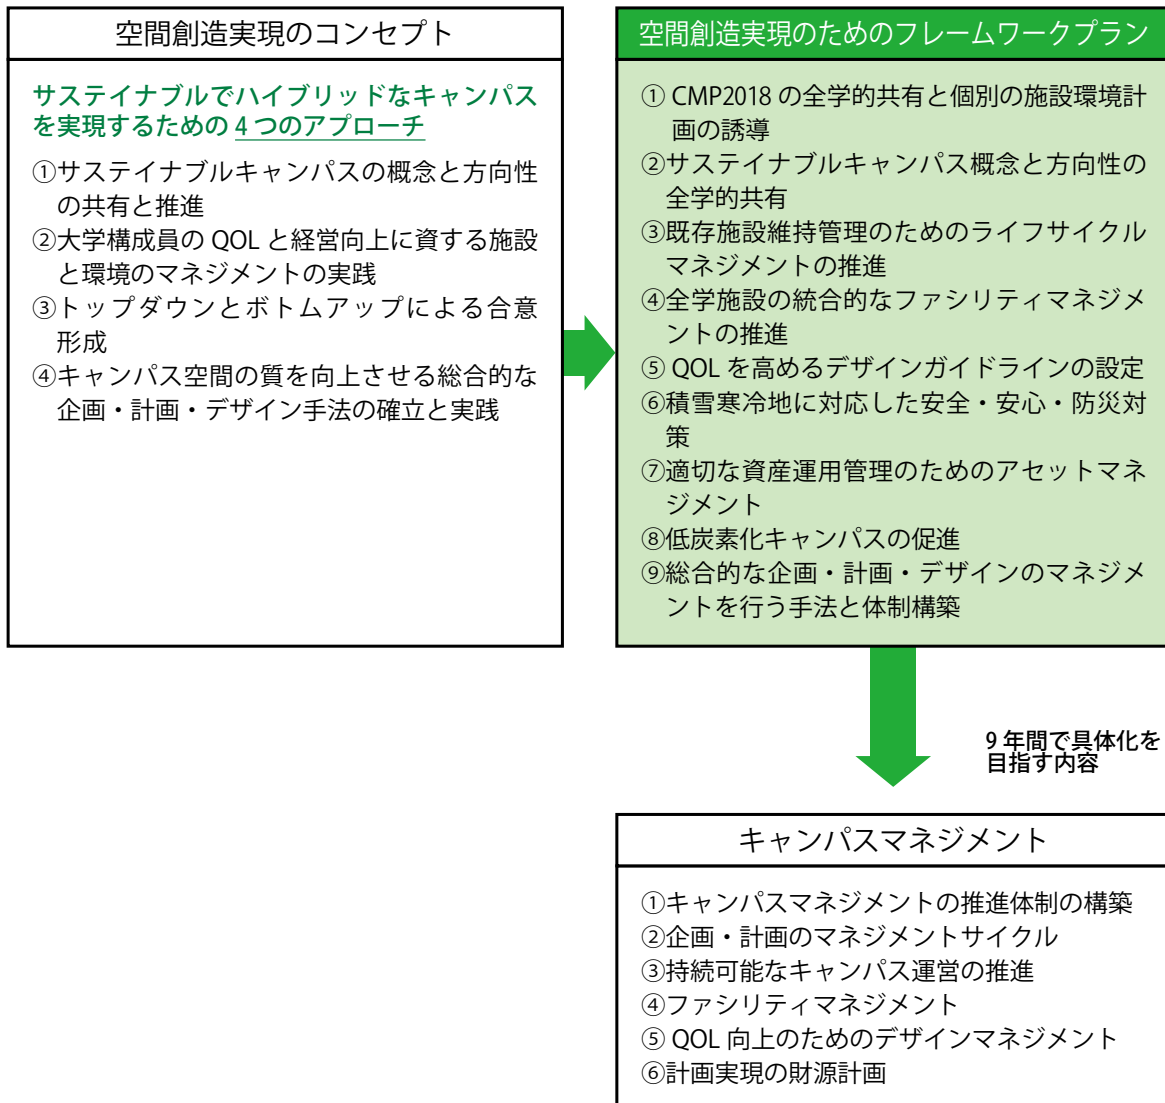 空間創造実現のコンセプト
サステイナブルでハイブリッドなキャンパス
を実現するための 4 つのアプローチ
①サステイナブルキャンパスの概念と方向性
の共有と推進
②大学構成員の QOL と経営向上に資する施設
と環境のマネジメントの実践
③トップダウンとボトムアップによる合意
形成
④キャンパス空間の質を向上させる総合的な
企画・計画・デザイン手法の確立と実践
空間創造実現のためのフレームワークプラン
① CMP2018 の全学的共有と個別の施設環境計
画の誘導
②サステイナブルキャンパス概念と方向性の
全学的共有
③既存施設維持管理のためのライフサイクル
マネジメントの推進
④全学施設の統合的なファシリティマネジメ
ントの推進
⑤ QOL を高めるデザインガイドラインの設定
⑥積雪寒冷地に対応した安全・安心・防災対
策
⑦適切な資産運用管理のためのアセットマネ
ジメント
⑧低炭素化キャンパスの促進
⑨総合的な企画・計画・デザインのマネジメ
ントを行う手法と体制構築
9 年間で具体化を
目指す内容
キャンパスマネジメント
①キャンパスマネジメントの推進体制の構築
②企画・計画のマネジメントサイクル
③持続可能なキャンパス運営の推進
④ファシリティマネジメント
⑤ QOL 向上のためのデザインマネジメント
⑥計画実現の財源計画